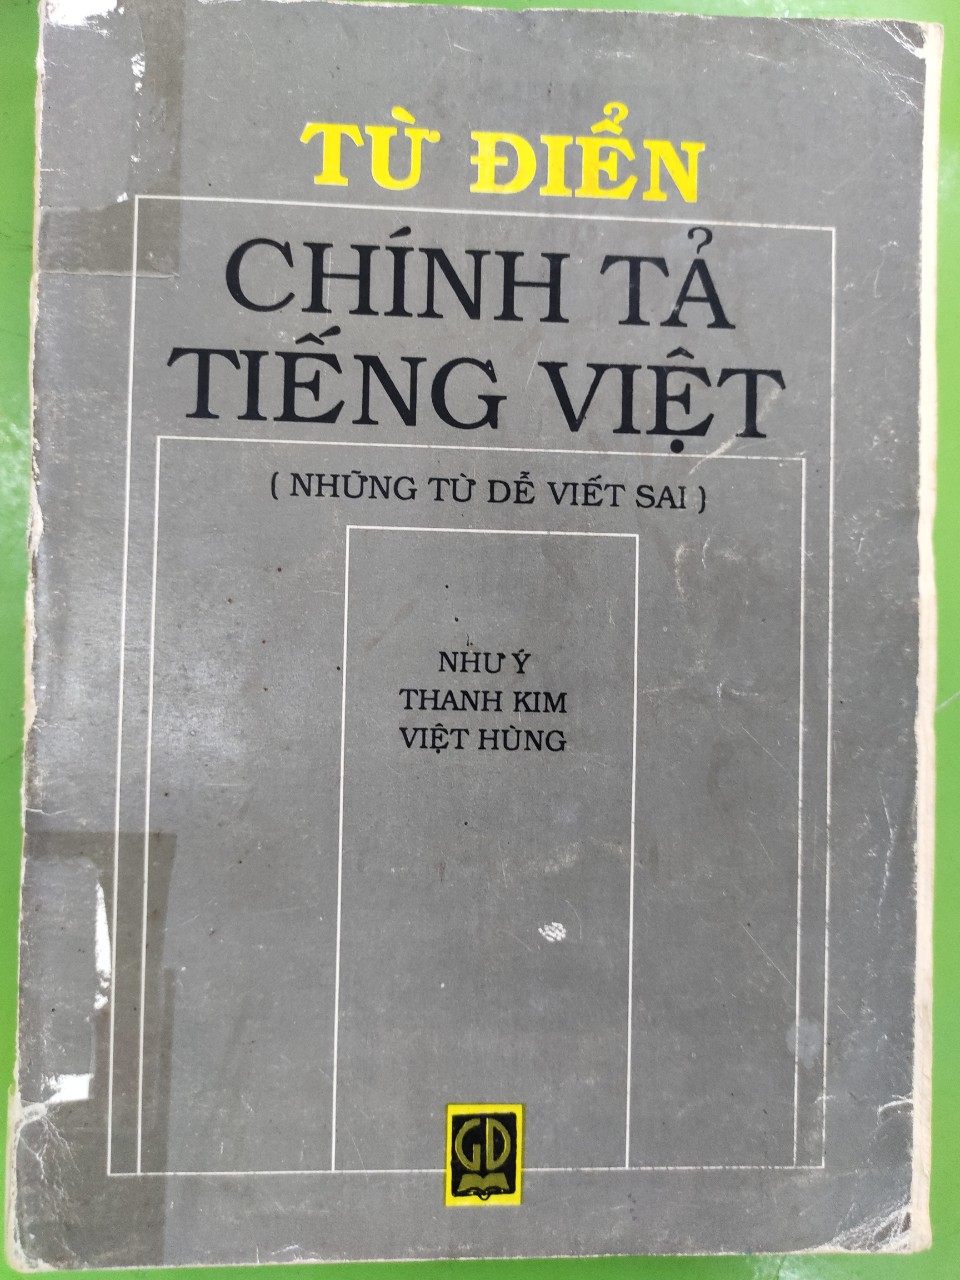 TỪ ĐIỂN
CHÍNH TẢ
TIẾNG VIỆT
( NHỮNG TỪ DỄ VIẾT SAI )
NHƯ Ý
THANH KIM
VIỆT HÙNG
GD